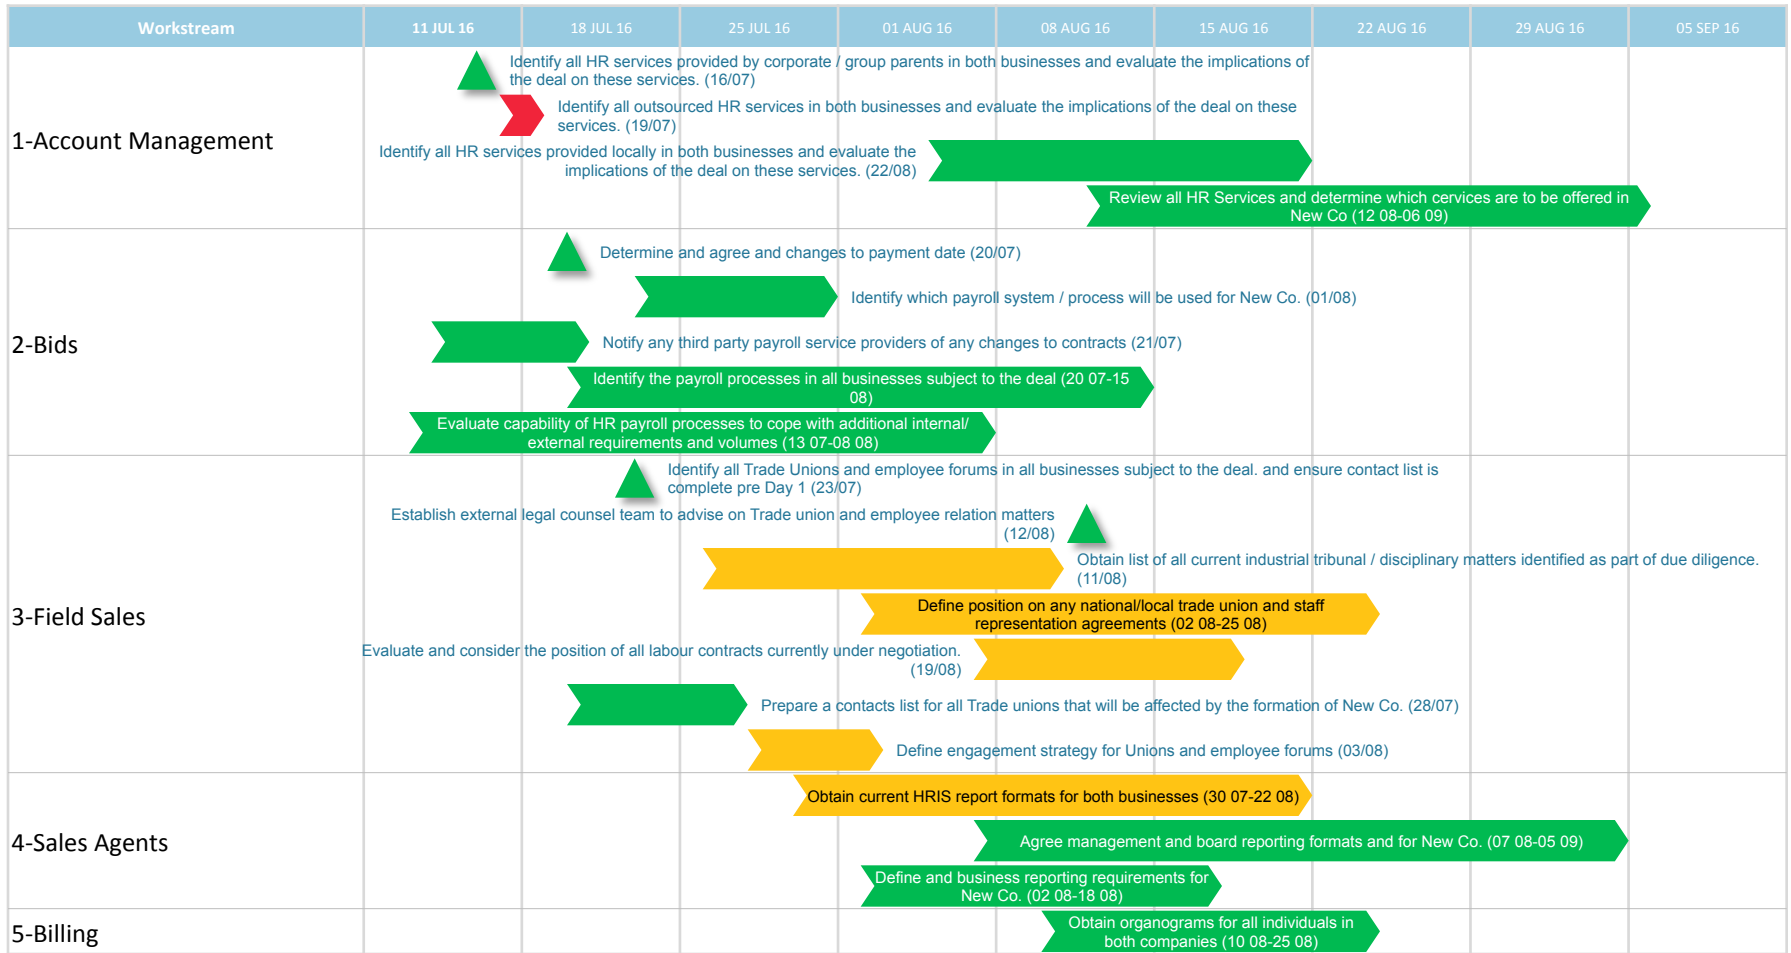 Workstream
11 JUL 16
18 JUL 16
25 JUL 16
01 AUG 16
08 AUG 16
15 AUG 16
22 AUG 16
29 AUG 16
05 SEP 16
1-Account Management
Identify all HR services provided by corporate / group parents in both businesses and evaluate the implications of
the deal on these services. (16/07)
Identify all outsourced HR services in both businesses and evaluate the implications of the deal on these
services. (19/07)
Identify all HR services provided locally in both businesses and evaluate the
implications of the deal on these services. (22/08)
Review all HR Services and determine which cervices are to be offered in
New Co (12 08-06 09)
2-Bids
Determine and agree and changes to payment date (20/07)
Identify which payroll system / process will be used for New Co. (01/08)
Notify any third party payroll service providers of any changes to contracts (21/07)
Identify the payroll processes in all businesses subject to the deal (20 07-15
08)
Evaluate capability of HR payroll processes to cope with additional internal/
external requirements and volumes (13 07-08 08)
3-Field Sales
Identify all Trade Unions and employee forums in all businesses subject to the deal. and ensure contact list is
complete pre Day 1 (23/07)
Establish external legal counsel team to advise on Trade union and employee relation matters
(12/08)
Obtain list of all current industrial tribunal / disciplinary matters identified as part of due diligence.
(11/08)
Define position on any national/local trade union and staff
representation agreements (02 08-25 08)
Evaluate and consider the position of all labour contracts currently under negotiation.
(19/08)
Prepare a contacts list for all Trade unions that will be affected by the formation of New Co. (28/07)
Define engagement strategy for Unions and employee forums (03/08)
4-Sales Agents
Obtain current HRIS report formats for both businesses (30 07-22 08)
Agree management and board reporting formats and for New Co. (07 08-05 09)
Define and business reporting requirements for
New Co. (02 08-18 08)
5-Billing
Obtain organograms for all individuals in
both companies (10 08-25 08)